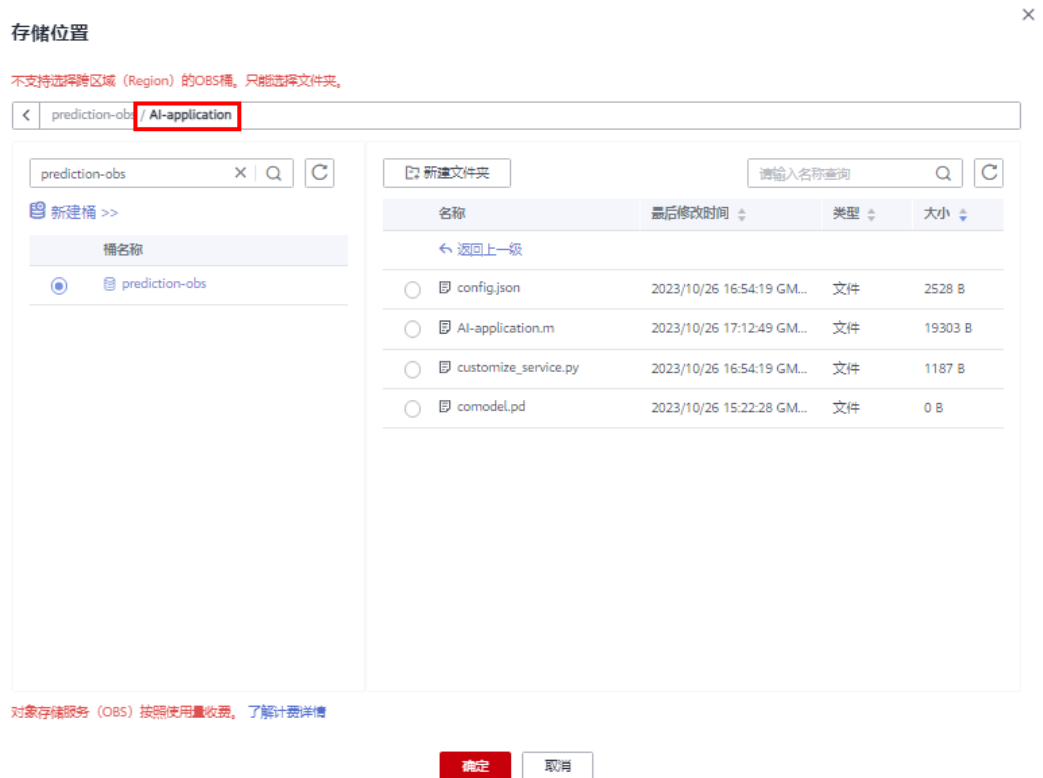 存储位置
不支持选择跨区域（Region）的OBS桶。只能选择文件夹。
prediction-obs / AI-application
prediction-obs
新建文件夹
请输入名称查询
新建桶 >>
名称 最后修改时间 类型 大小
桶名称
返回上一级
prediction-obs
config.json 2023/10/26 16:54:19 GM... 文件 2528 B
AI-application.m 2023/10/26 17:12:49 GM... 文件 19303 B
customize_service.py 2023/10/26 16:54:19 GM... 文件 1187 B
comodel.pd 2023/10/26 15:22:28 GM... 文件 0 B
对象存储服务（OBS）按照使用量收费。 了解计费详情
确定 取消